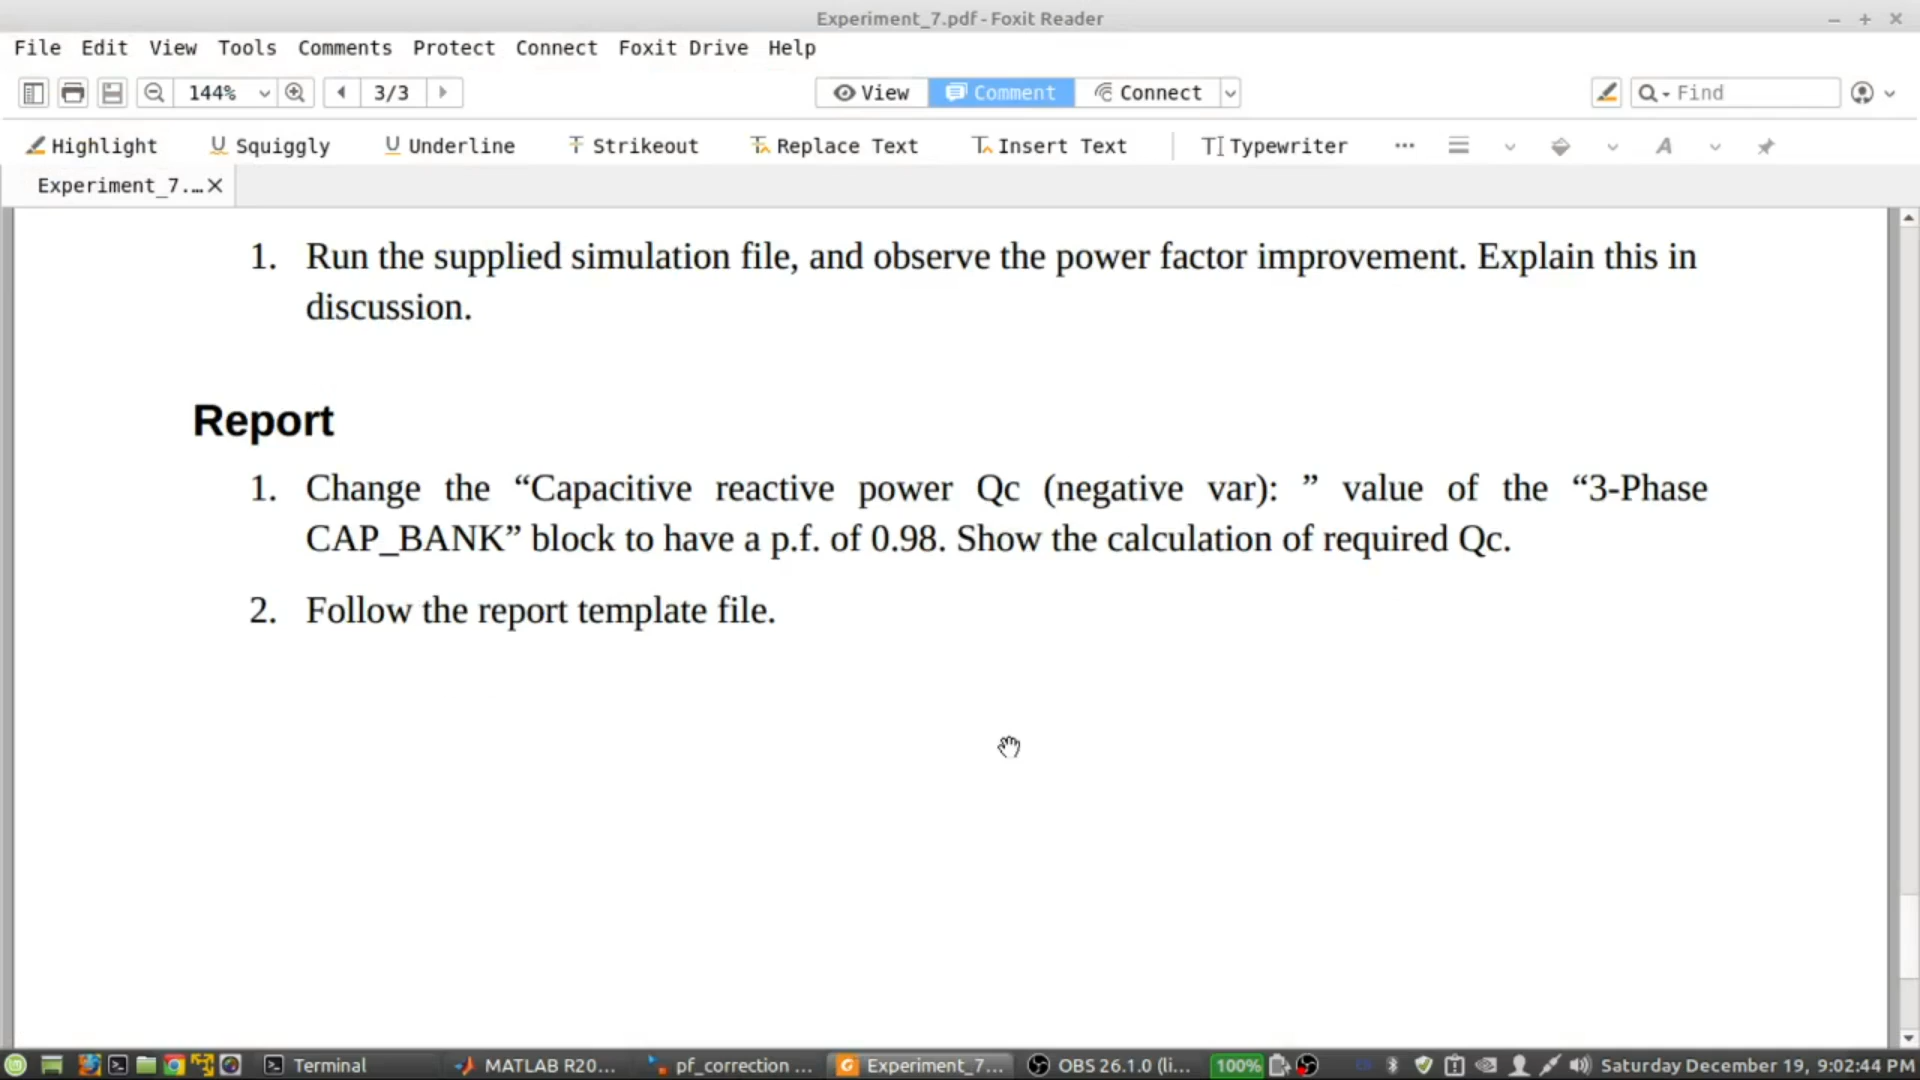 Experiment_7.pdf - Foxit Reader
File Edit View Tools Comments Protect Connect Foxit Drive Help
144% 3/3 View Comment Connect Find
Highlight U Squiggly U Underline T Strikeout Replace Text Insert Text Typewriter ... A
Experiment_7....
1. Run the supplied simulation file, and observe the power factor improvement. Explain this in
discussion.
Report
1. Change the “Capacitive reactive power Qc (negative var): ” value of the “3-Phase
CAP_BANK” block to have a p.f. of 0.98. Show the calculation of required Qc.
2. Follow the report template file.
Terminal MATLAB R20... pf_correction ... Experiment_7... OBS 26.1.0 (li... 100% Saturday December 19, 9:02:44 PM